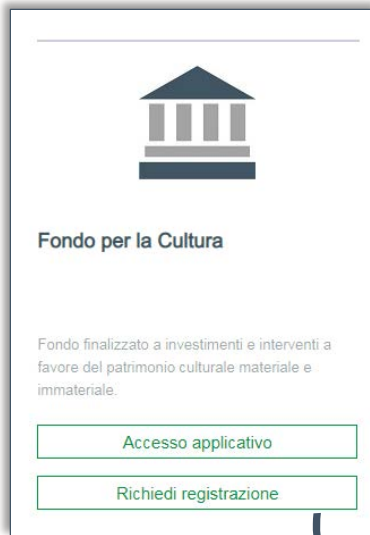 Fondo per la Cultura
Fondo finalizzato a investimenti e interventi a
favore del patrimonio culturale materiale e
immateriale.
Accesso applicativo
Richiedi registrazione